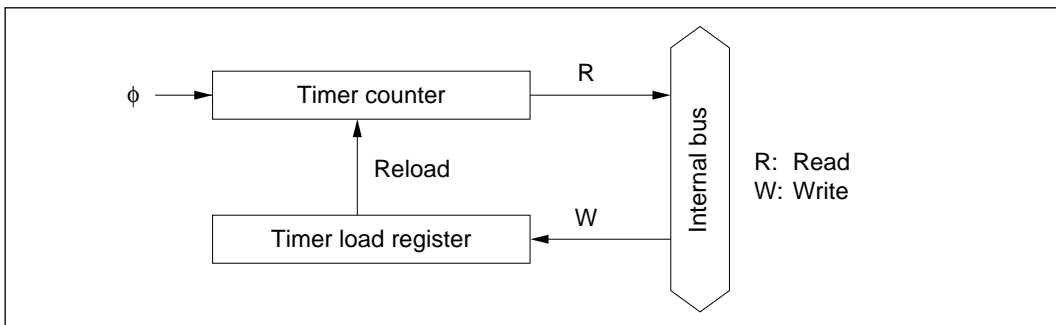 R
ϕ
Timer counter
Reload
Internal bus
R: Read
W: Write
W
Timer load register